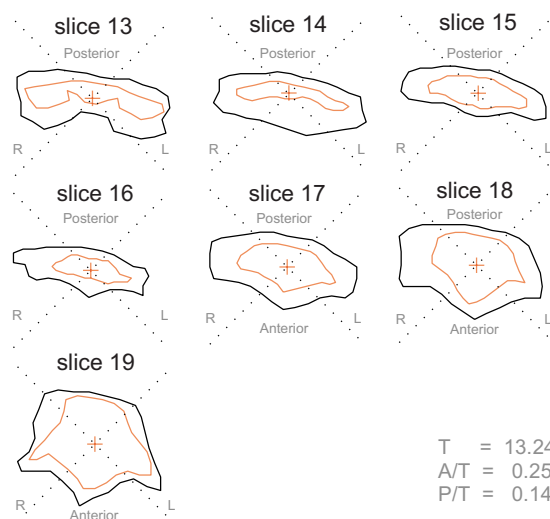 slice 13 slice 14 slice 15
Posterior Posterior Posterior
R L R L R L
slice 16 slice 17 slice 18
Posterior Posterior Posterior
R L R Anterior L R Anterior L
slice 19
Posterior
R Anterior L
T = 13.24
A/T = 0.25
P/T = 0.14